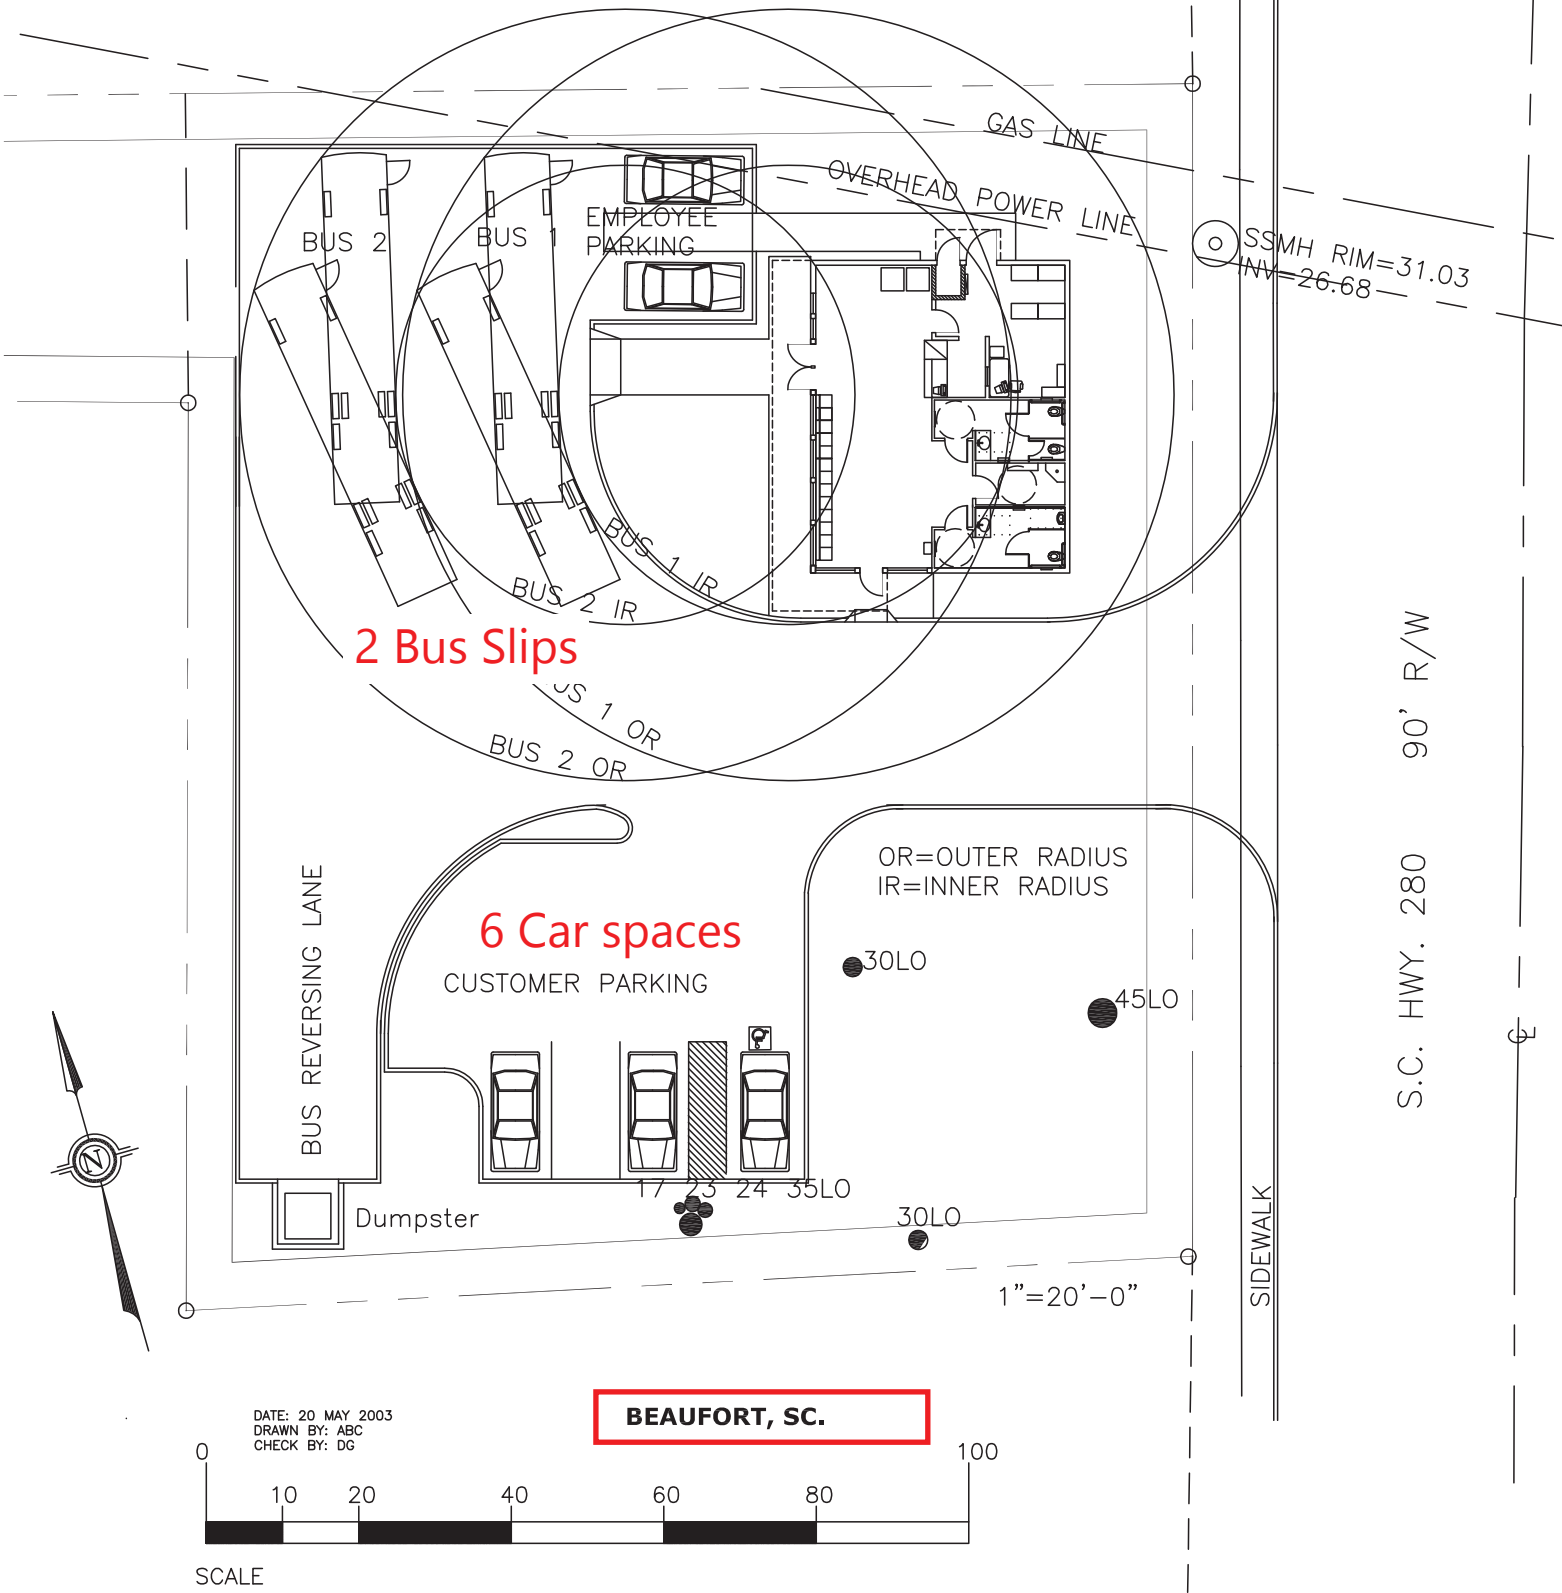 GAS LINE
OVERHEAD POWER LINE
EMPLOYEE
PARKING
BUS 2
BUS 1
SSMH RIM=31.03
INV=26.68
BUS 1 IR
BUS 2 IR
2 Bus Slips
BUS 1 OR
BUS 2 OR
90' R/W
S.C. HWY. 280
OR=OUTER RADIUS
IR=INNER RADIUS
BUS REVERSING LANE
6 Car spaces
CUSTOMER PARKING
30LO
45LO
N
17 23 24 35LO
Dumpster
30LO
SIDEWALK
1"=20'-0"
DATE: 20 MAY 2003
DRAWN BY: ABC
CHECK BY: DG
BEAUFORT, SC.
0 100
10 20 40 60 80
SCALE